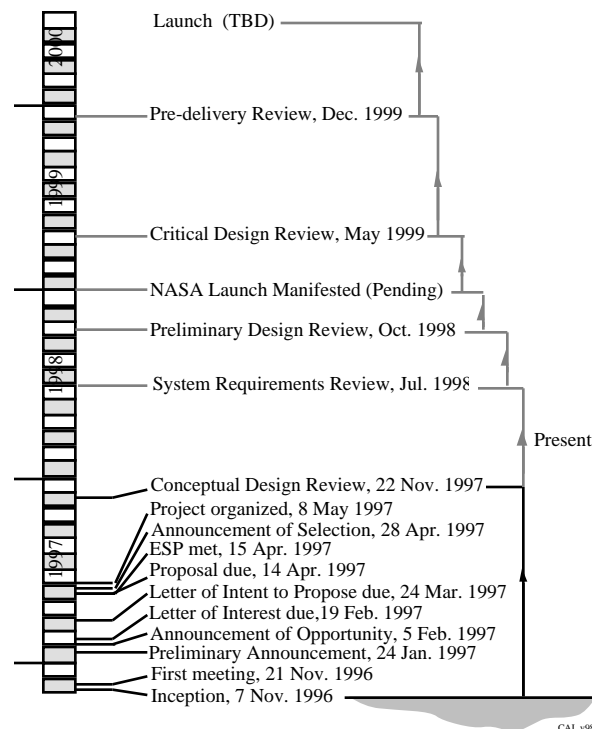 Launch (TBD)
2000
Pre-delivery Review, Dec. 1999
1999
Critical Design Review, May 1999
NASA Launch Manifested (Pending)
Preliminary Design Review, Oct. 1998
1998
System Requirements Review, Jul. 1998
Present
Conceptual Design Review, 22 Nov. 1997
Project organized, 8 May 1997
Announcement of Selection, 28 Apr. 1997
1997
ESP met, 15 Apr. 1997
Proposal due, 14 Apr. 1997
Letter of Intent to Propose due, 24 Mar. 1997
Letter of Interest due,19 Feb. 1997
Announcement of Opportunity, 5 Feb. 1997
Preliminary Announcement, 24 Jan. 1997
First meeting, 21 Nov. 1996
Inception, 7 Nov. 1996